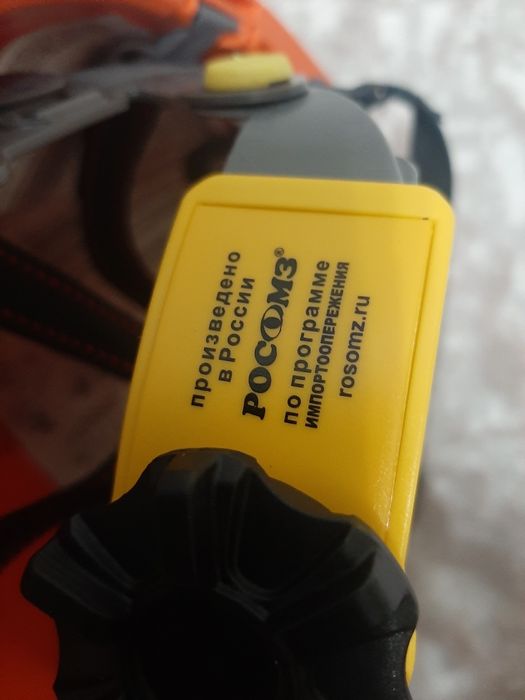 произведено
в России
РОСОМЗ®
по программе
ИМПОРТООПЕРЕЖЕНИЯ
rosomz.ru